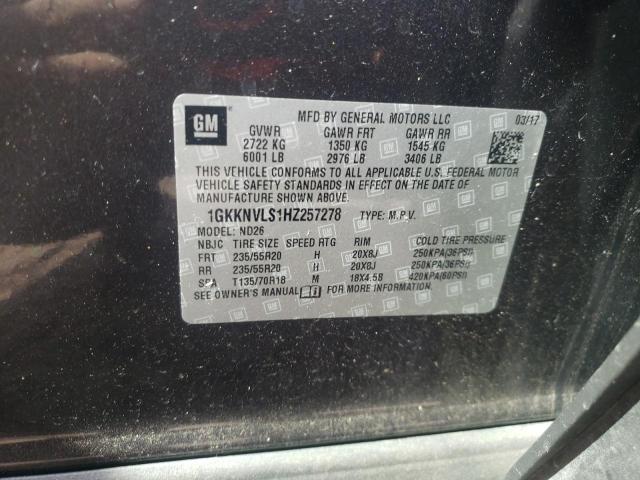 GM
MFD BY GENERAL MOTORS LLC 03/17
GVWR GAWR FRT GAWR RR
2722 KG 1350 KG 1545 KG
6001 LB 2976 LB 3406 LB
THIS VEHICLE CONFORMS TO ALL APPLICABLE U.S. FEDERAL MOTOR
VEHICLE SAFETY STANDARDS IN EFFECT ON THE DATE OF
MANUFACTURE SHOWN ABOVE.
1GKKNVLS1HZ257278 TYPE: M.P.V.
MODEL: ND26
NBJC TIRE SIZE SPEED RTG RIM COLD TIRE PRESSURE
FRT 235/55R20 H 20X8J 250KPA(36PSI)
RR 235/55R20 H 20X8J 250KPA(36PSI)
SPA T135/70R18 M 18X4.5B 420KPA(60PSI)
SEE OWNER'S MANUAL FOR MORE INFORMATION.